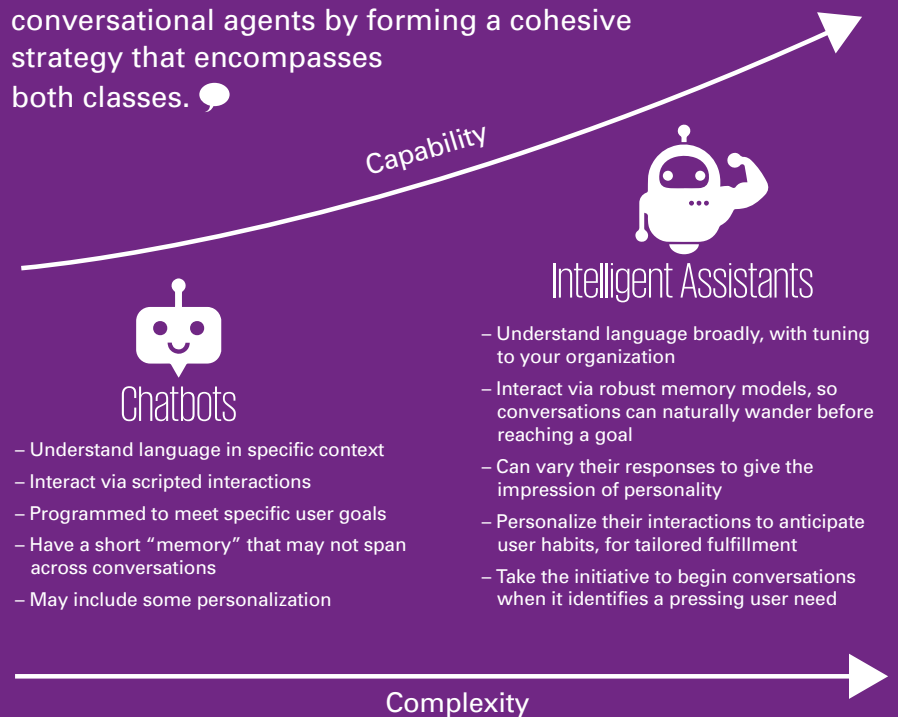 conversational agents by forming a cohesive
strategy that encompasses
both classes.
Capability
Intelligent Assistants
– Understand language broadly, with tuning
to your organization
– Interact via robust memory models, so
conversations can naturally wander before
reaching a goal
– Can vary their responses to give the
impression of personality
– Personalize their interactions to anticipate
user habits, for tailored fulfillment
– Take the initiative to begin conversations
when it identifies a pressing user need
Chatbots
– Understand language in specific context
– Interact via scripted interactions
– Programmed to meet specific user goals
– Have a short “memory” that may not span
across conversations
– May include some personalization
Complexity